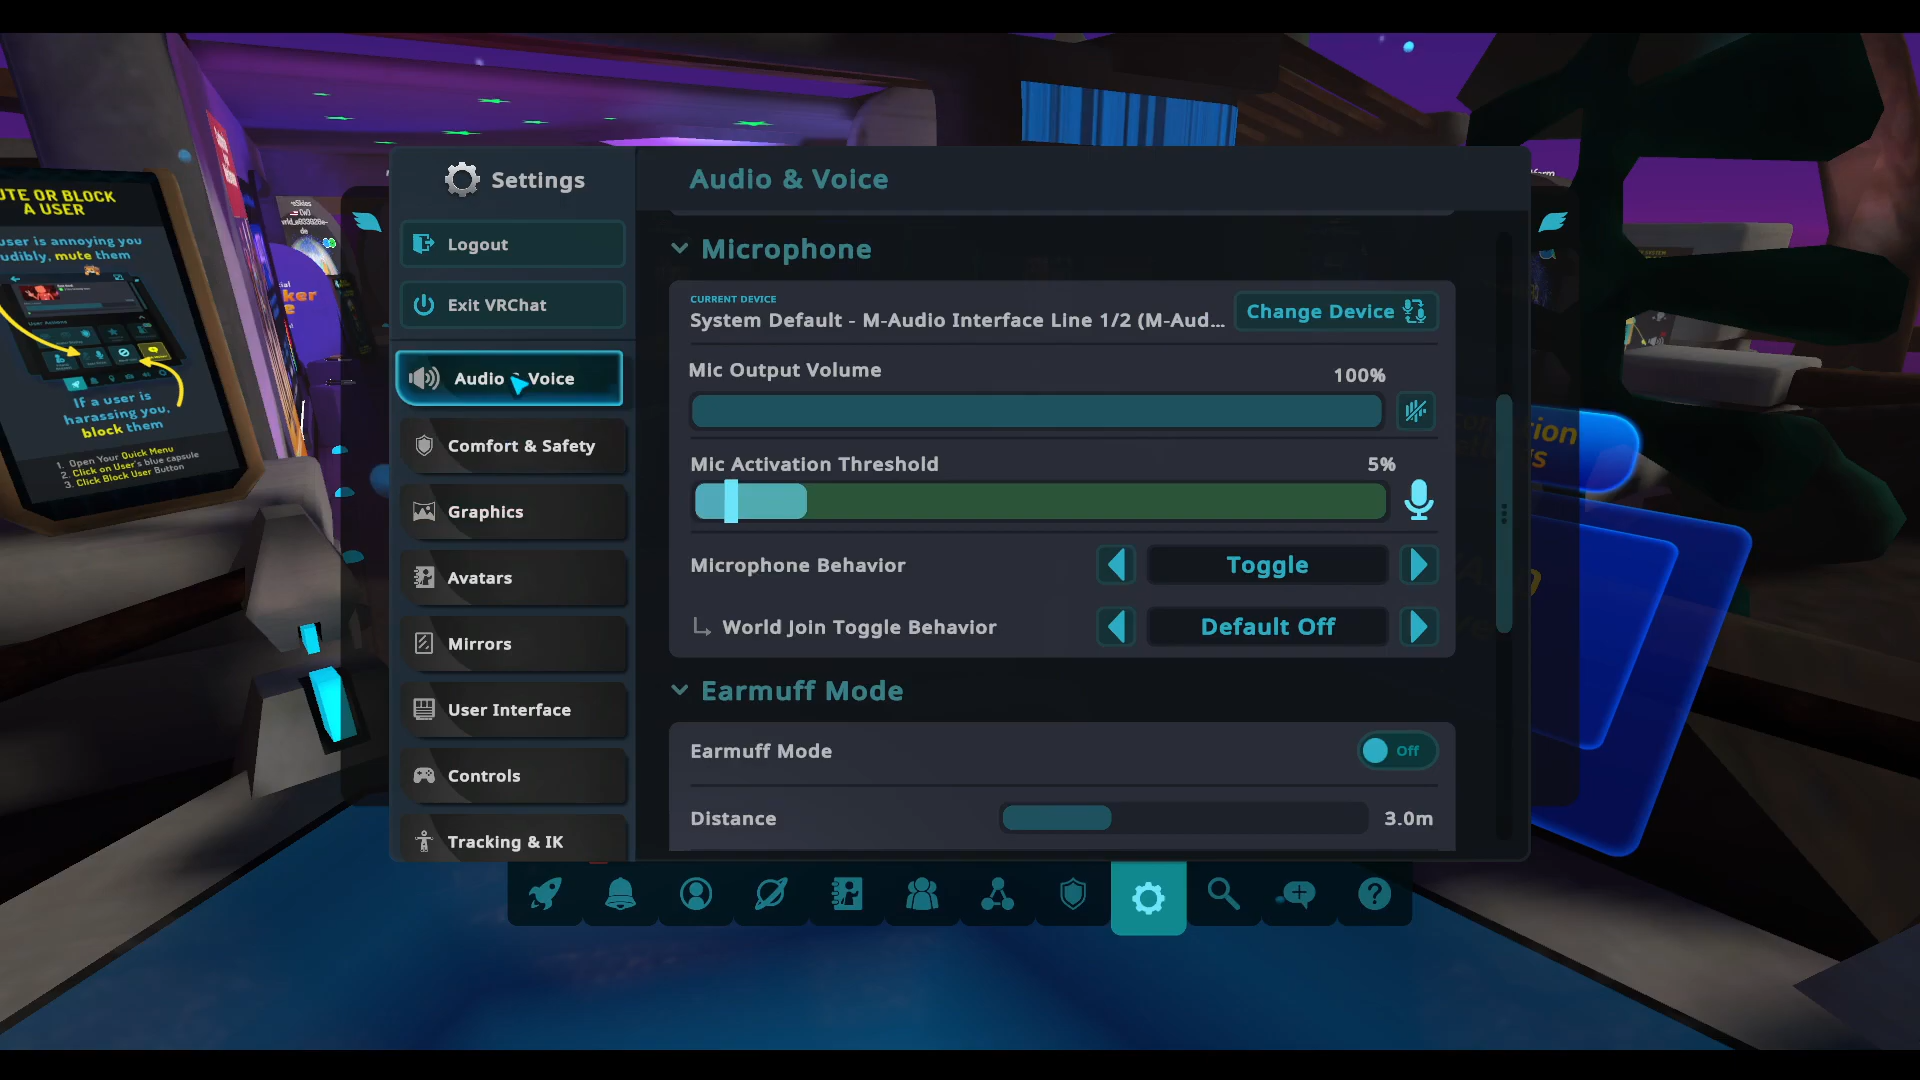 Settings
Logout
Exit VRChat
Audio & Voice
Comfort & Safety
Graphics
Avatars
Mirrors
User Interface
Controls
Tracking & IK
Audio & Voice
Microphone
CURRENT DEVICE
System Default - M-Audio Interface Line 1/2 (M-Aud...
Change Device
Mic Output Volume
100%
Mic Activation Threshold
5%
Microphone Behavior
Toggle
World Join Toggle Behavior
Default Off
Earmuff Mode
Earmuff Mode
Off
Distance
3.0m
UTE OR BLOCK
A USER
user is annoying you
udibly, mute them
If a user is
harassing you,
block them
1. Open Your Quick Menu
2. Click on User's blue capsule
3. Click Block User Button